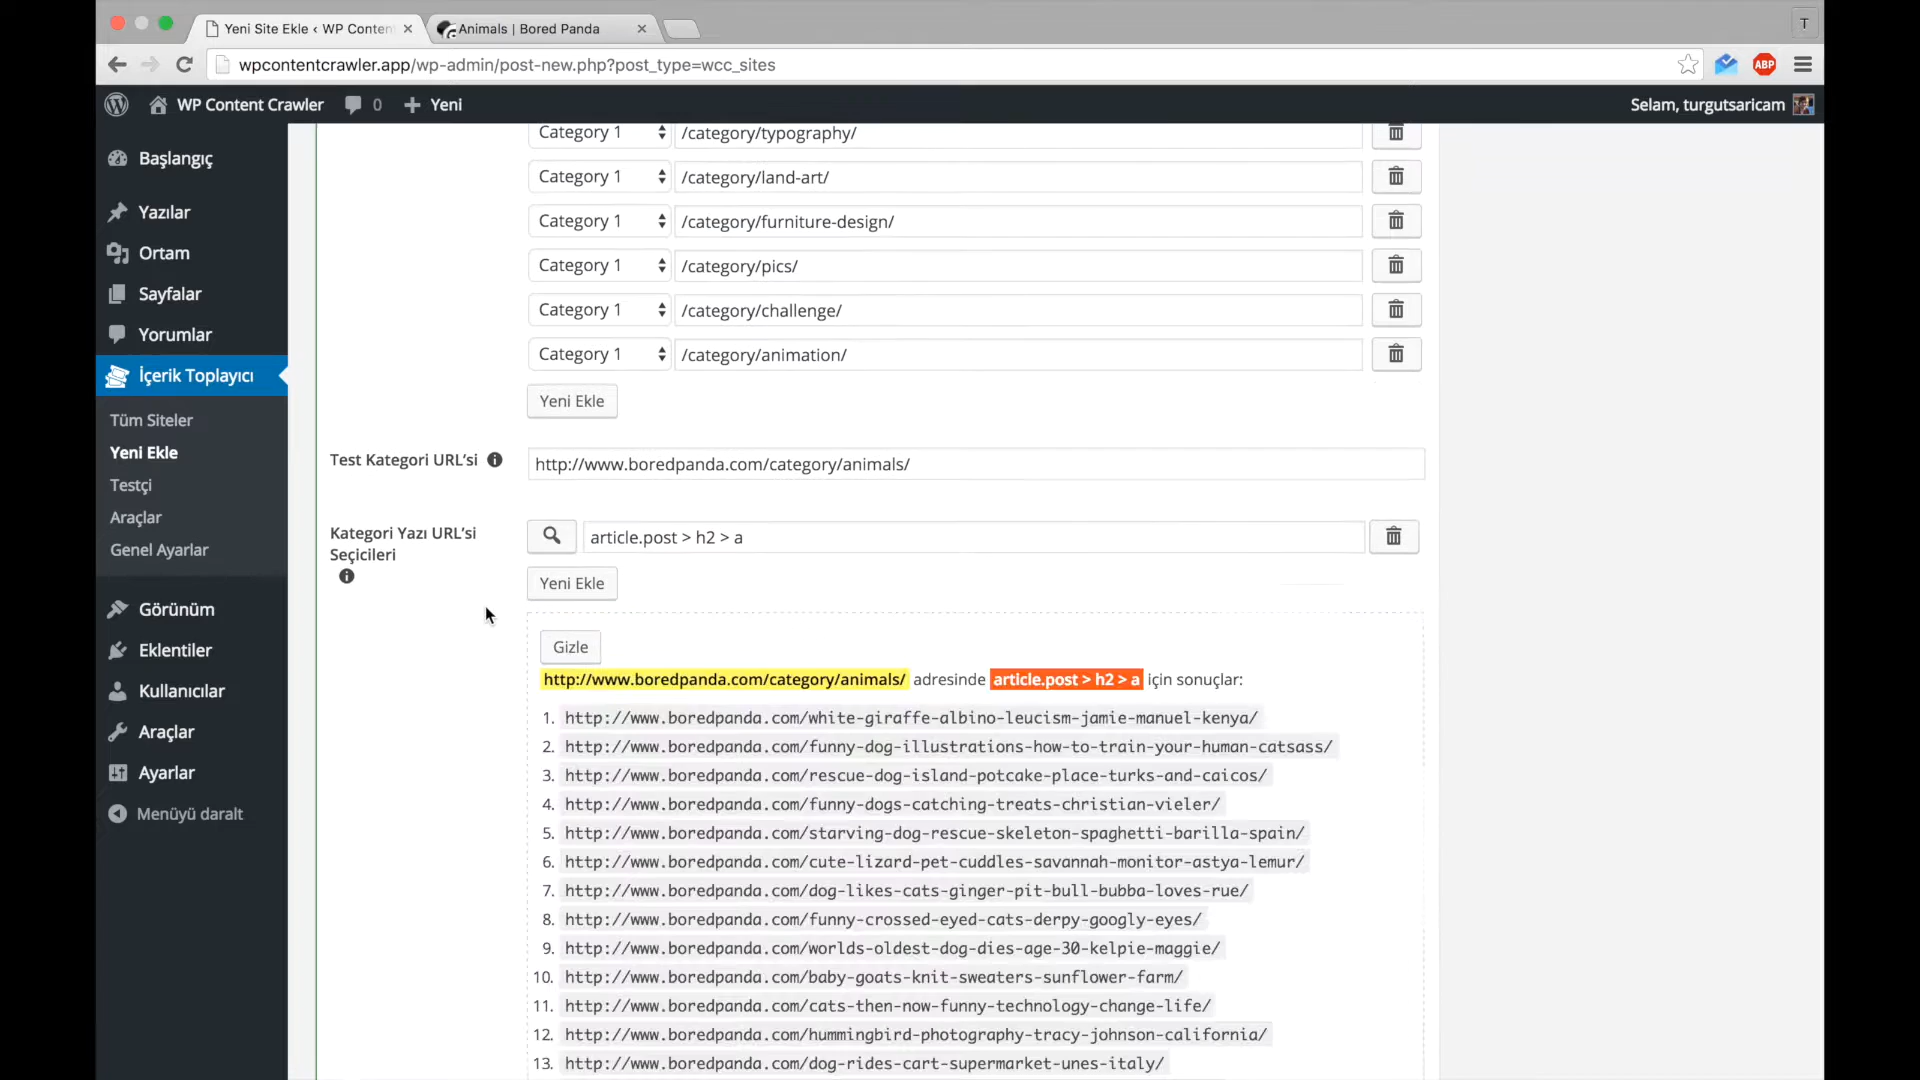 Yeni Site Ekle ‹ WP Conten
Animals | Bored Panda
T
wpcontentcrawler.app/wp-admin/post-new.php?post_type=wcc_sites
ABP
WP Content Crawler
0
Yeni
Selam, turgutsaricam
Başlangıç
Yazılar
Ortam
Sayfalar
Yorumlar
İçerik Toplayıcı
Tüm Siteler
Yeni Ekle
Testçi
Araçlar
Genel Ayarlar
Görünüm
Eklentiler
Kullanıcılar
Araçlar
Ayarlar
Menüyü daralt
Category 1 /category/typography/
Category 1 /category/land-art/
Category 1 /category/furniture-design/
Category 1 /category/pics/
Category 1 /category/challenge/
Category 1 /category/animation/
Yeni Ekle
Test Kategori URL'si http://www.boredpanda.com/category/animals/
Kategori Yazı URL'si
Seçicileri
article.post > h2 > a
Yeni Ekle
Gizle
http://www.boredpanda.com/category/animals/ adresinde article.post > h2 > a için sonuçlar:
1. http://www.boredpanda.com/white-giraffe-albino-leucism-jamie-manuel-kenya/
2. http://www.boredpanda.com/funny-dog-illustrations-how-to-train-your-human-catsass/
3. http://www.boredpanda.com/rescue-dog-island-potcake-place-turks-and-caicos/
4. http://www.boredpanda.com/funny-dogs-catching-treats-christian-vieler/
5. http://www.boredpanda.com/starving-dog-rescue-skeleton-spaghetti-barilla-spain/
6. http://www.boredpanda.com/cute-lizard-pet-cuddles-savannah-monitor-astya-lemur/
7. http://www.boredpanda.com/dog-likes-cats-ginger-pit-bull-bubba-loves-rue/
8. http://www.boredpanda.com/funny-crossed-eyed-cats-derpy-googly-eyes/
9. http://www.boredpanda.com/worlds-oldest-dog-dies-age-30-kelpie-maggie/
10. http://www.boredpanda.com/baby-goats-knit-sweaters-sunflower-farm/
11. http://www.boredpanda.com/cats-then-now-funny-technology-change-life/
12. http://www.boredpanda.com/hummingbird-photography-tracy-johnson-california/
13. http://www.boredpanda.com/dog-rides-cart-supermarket-unes-italy/